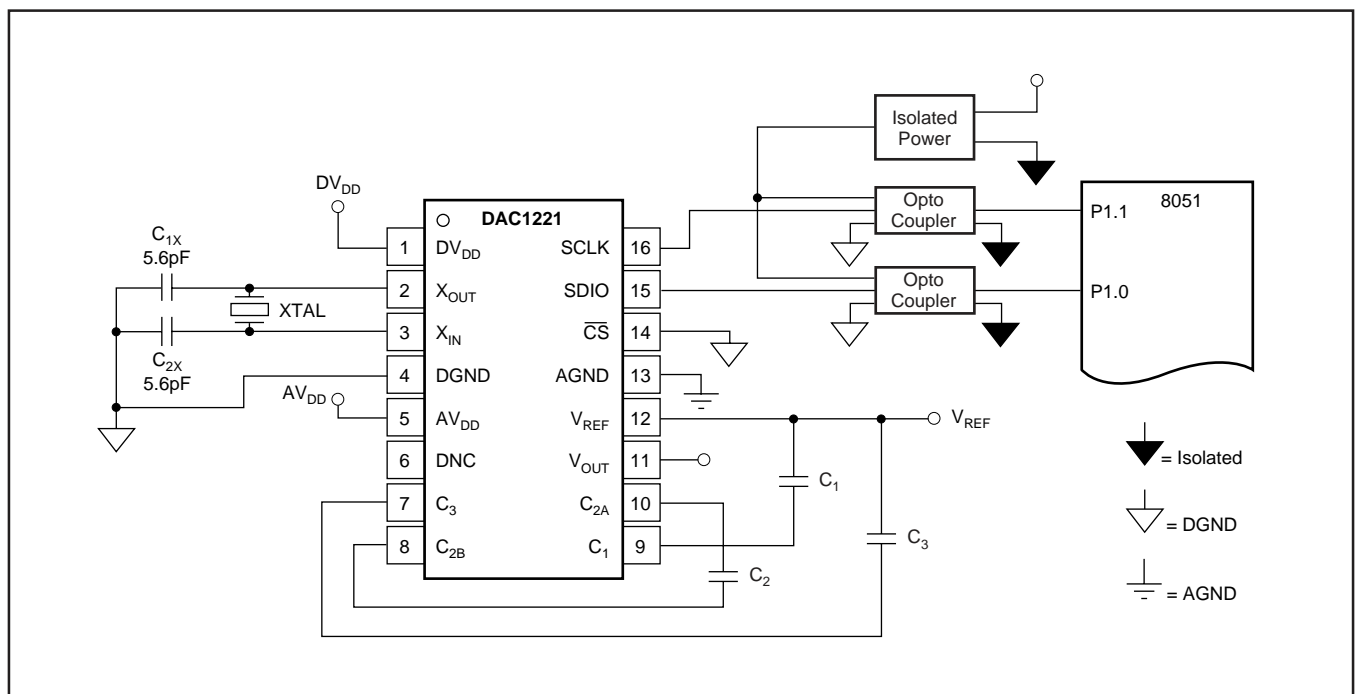 Isolated
Power
DV_DD
DAC1221
Opto
Coupler
P1.1
8051
C_1X
5.6pF
1
DV_DD
SCLK
16
2
X_OUT
SDIO
15
Opto
Coupler
P1.0
XTAL
3
X_IN
C̅S̅
14
C_2X
5.6pF
4
DGND
AGND
13
AV_DD
5
AV_DD
V_REF
12
V_REF
6
DNC
V_OUT
11
= Isolated
7
C_3
C_2A
10
C_1
8
C_2B
C_1
9
C_3
= DGND
C_2
= AGND